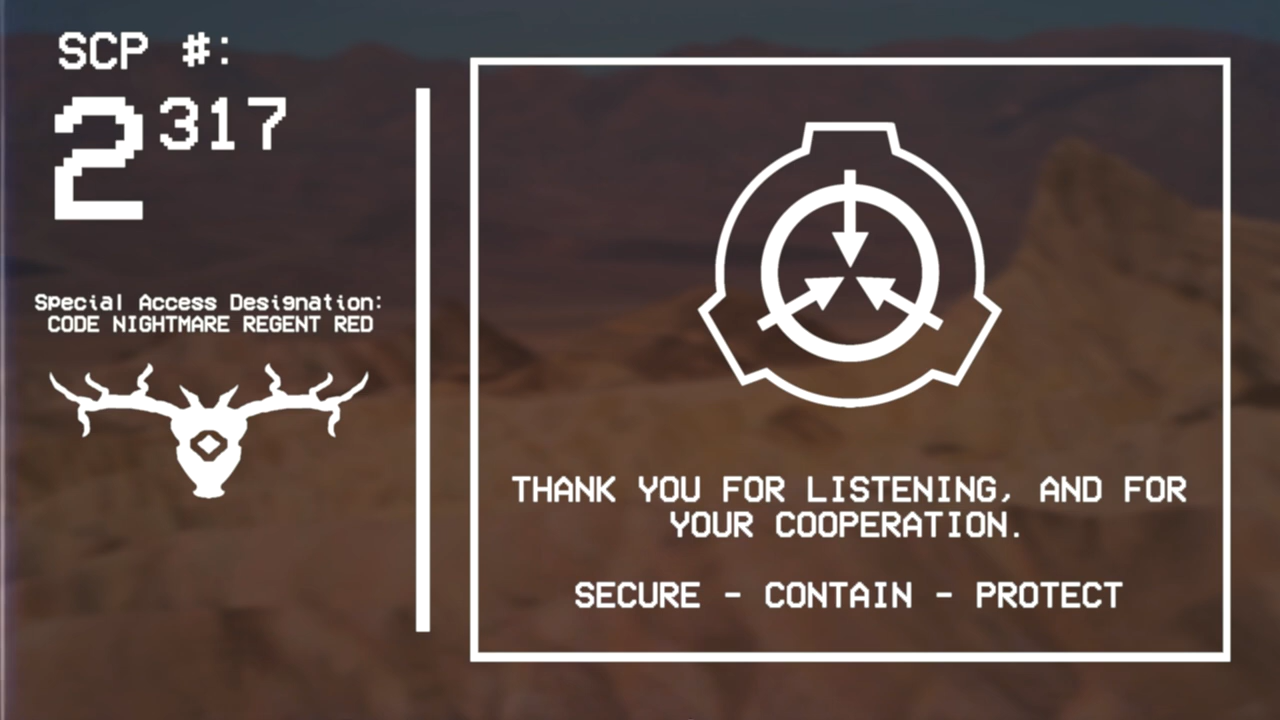 SCP #:
2317
Special Access Designation:
CODE NIGHTMARE REGENT RED
THANK YOU FOR LISTENING, AND FOR
YOUR COOPERATION.
SECURE - CONTAIN - PROTECT